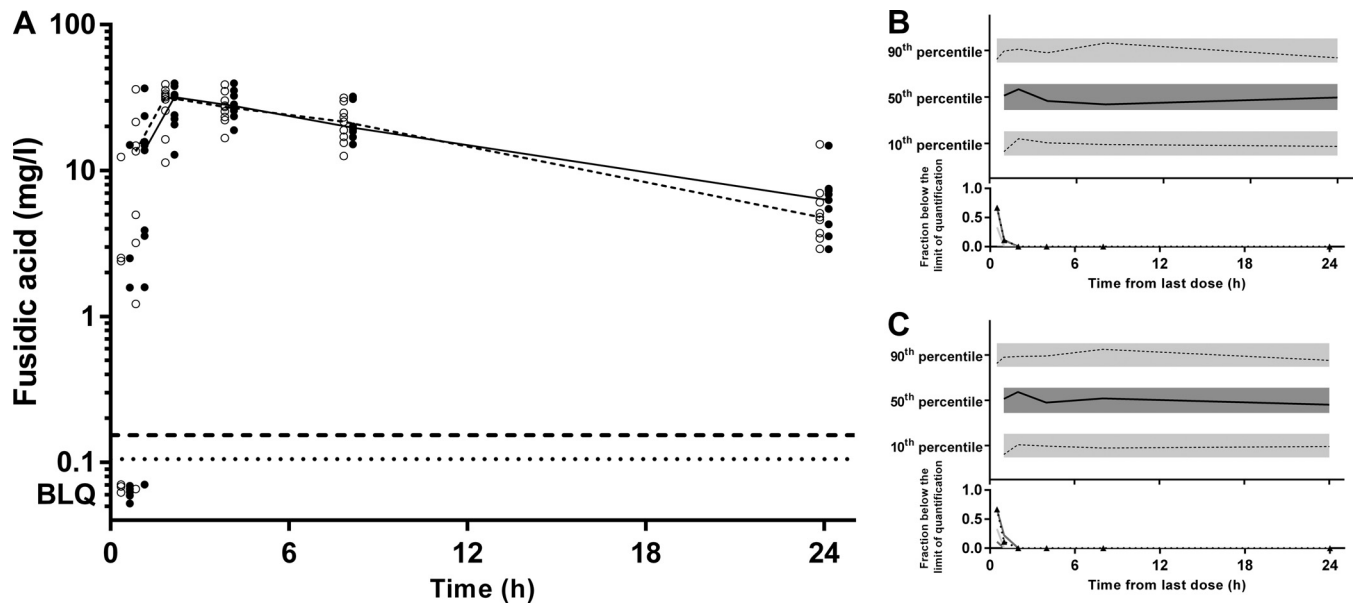 A
Fusidic acid (mg/l)
100
10
1
0.1
BLQ
0
6
12
18
24
Time (h)
B
90th percentile
50th percentile
10th percentile
Fraction below the
limit of quantification
1.0
0.5
0.0
0
6
12
18
24
Time from last dose (h)
C
90th percentile
50th percentile
10th percentile
Fraction below the
limit of quantification
1.0
0.5
0.0
0
6
12
18
24
Time from last dose (h)